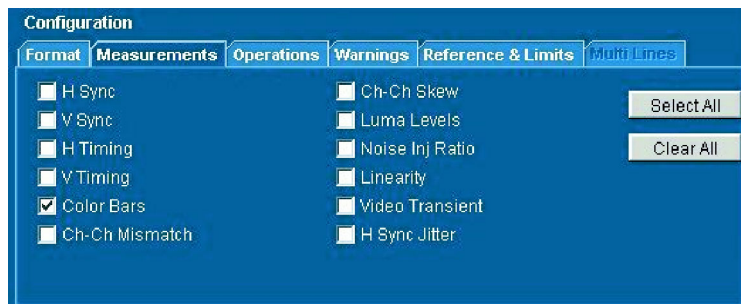 Configuration
Format Measurements Operations Warnings Reference & Limits Multi Lines
H Sync Ch-Ch Skew
Select All
V Sync Luma Levels
H Timing Noise Inj Ratio Clear All
V Timing Linearity
Color Bars Video Transient
Ch-Ch Mismatch H Sync Jitter